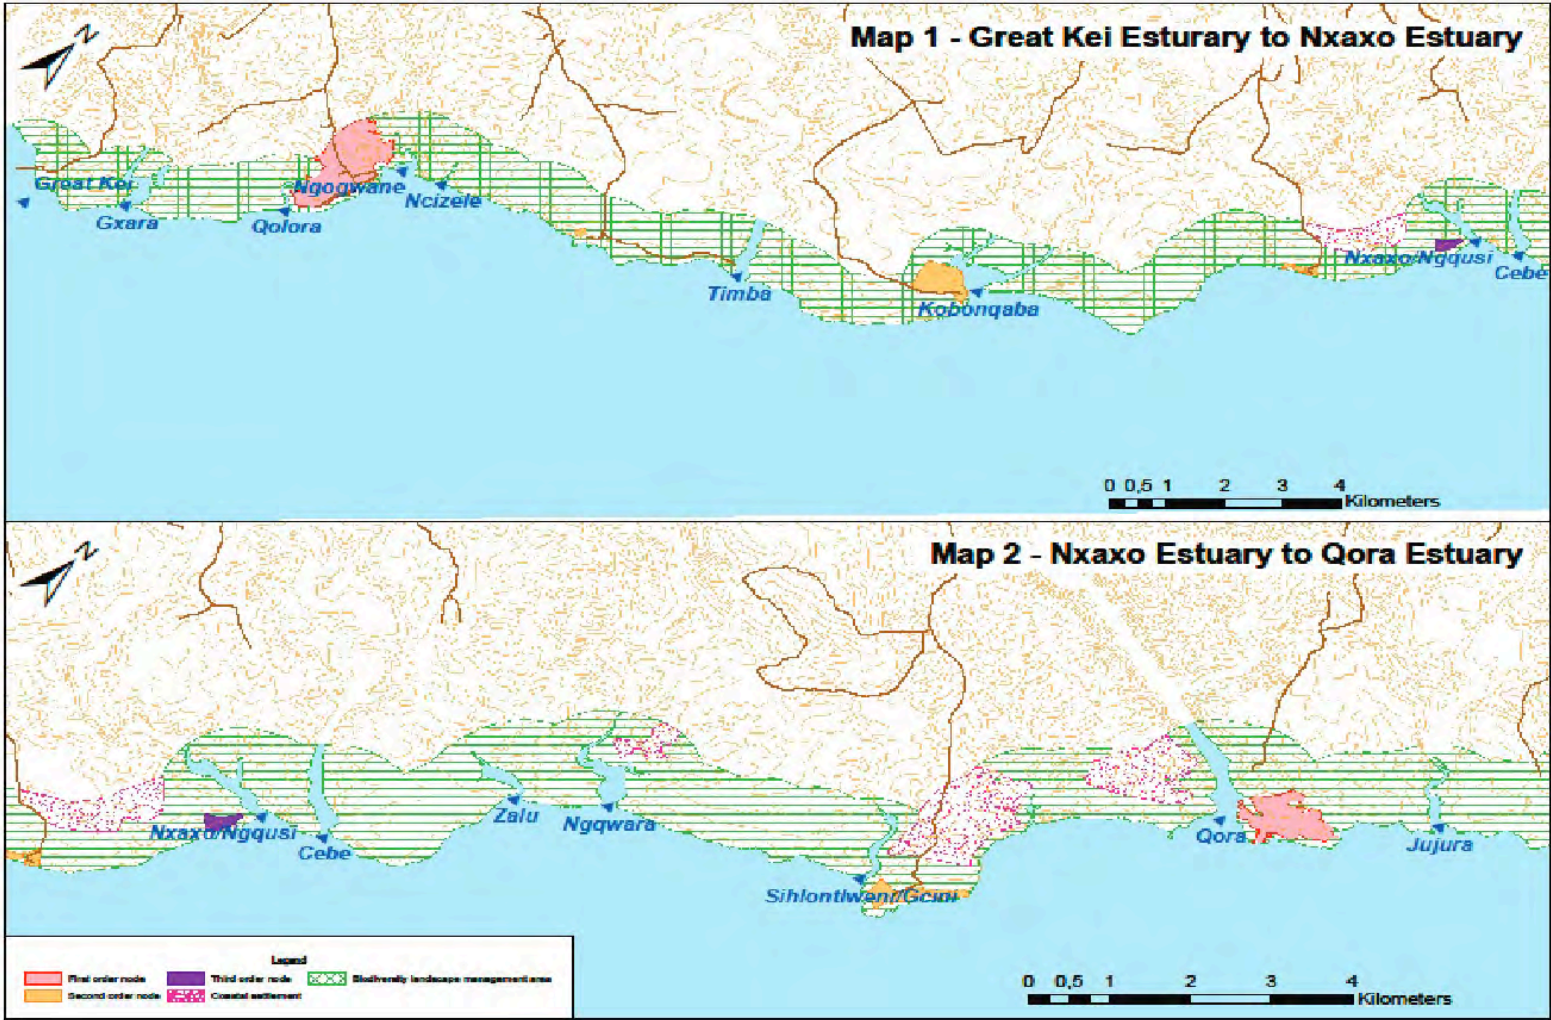 N
Map 1 - Great Kei Esturary to Nxaxo Estuary
Great Kei
Gxara
Qolora
Ngogwane
Ncizele
Timba
Kobonqaba
Nxaxo/Ngqusi
Cebe
0 0,5 1 2 3 4
Kilometers
N
Map 2 - Nxaxo Estuary to Qora Estuary
Nxaxo/Ngqusi
Cebe
Zalu
Ngqwara
Sihlontlweni/Gcini
Qora
Jujura
Legend
First order node
Third order node
Biodiversity landscape management area
Second order node
Coastal settlement
0 0,5 1 2 3 4
Kilometers